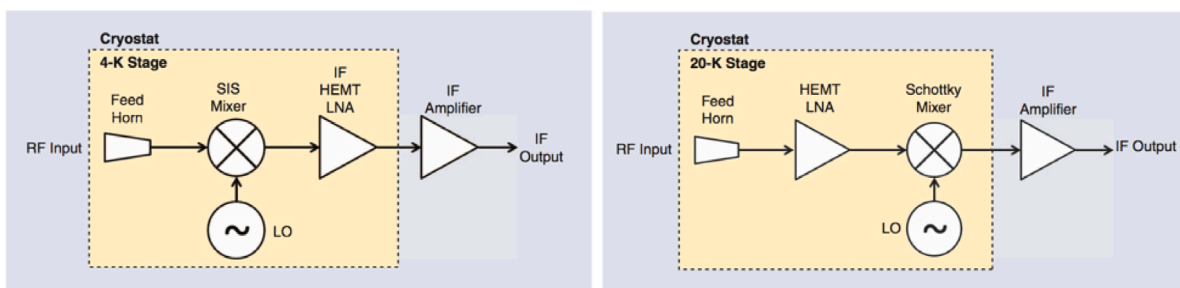 Cryostat
4-K Stage
Feed
Horn
SIS
Mixer
IF
HEMT
LNA
IF
Amplifier
RF Input
IF
Output
~
LO
Cryostat
20-K Stage
Feed
Horn
HEMT
LNA
Schottky
Mixer
IF
Amplifier
RF Input
IF Output
LO
~